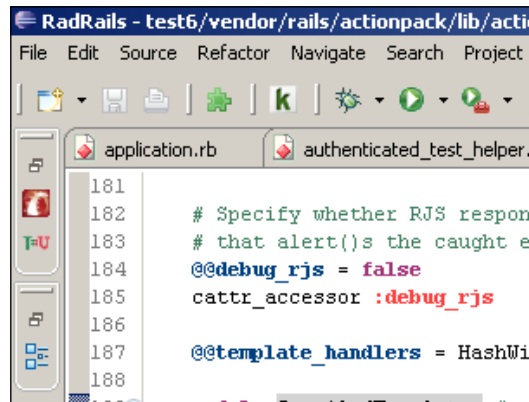 RadRails - test6/vendor/rails/actionpack/lib/acti
File Edit Source Refactor Navigate Search Project
k
application.rb authenticated_test_helper.
181
182 # Specify whether RJS respon
183 # that alert()s the caught e
184 @@debug_rjs = false
185 cattr_accessor :debug_rjs
186
187 @@template_handlers = HashWi
188